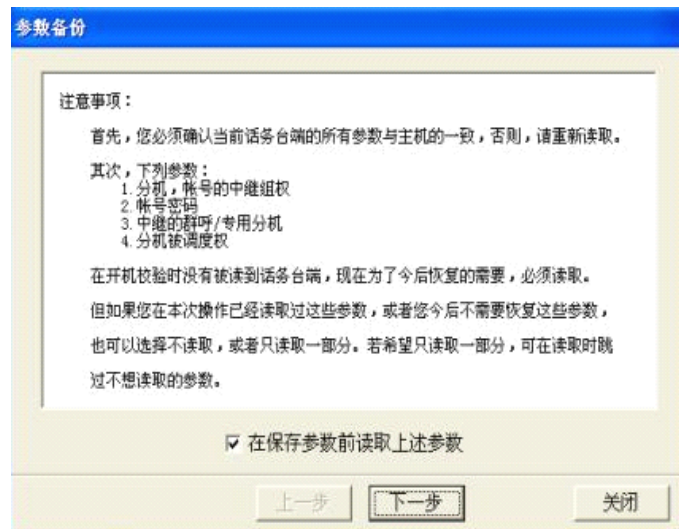 参数备份
注意事项：
首先，您必须确认当前话务台端的所有参数与主机的一致，否则，请重新读取。
其次，下列参数：
1.分机，帐号的中继组权
2.帐号密码
3.中继的群呼/专用分机
4.分机被调度权
在开机校验时没有被读到话务台端，现在为了今后恢复的需要，必须读取。
但如果您在本次操作已经读取过这些参数，或者您今后不需要恢复这些参数，
也可以选择不读取，或者只读取一部分。若希望只读取一部分，可在读取时跳
过不想读取的参数。
在保存参数前读取上述参数
上一步 下一步 关闭